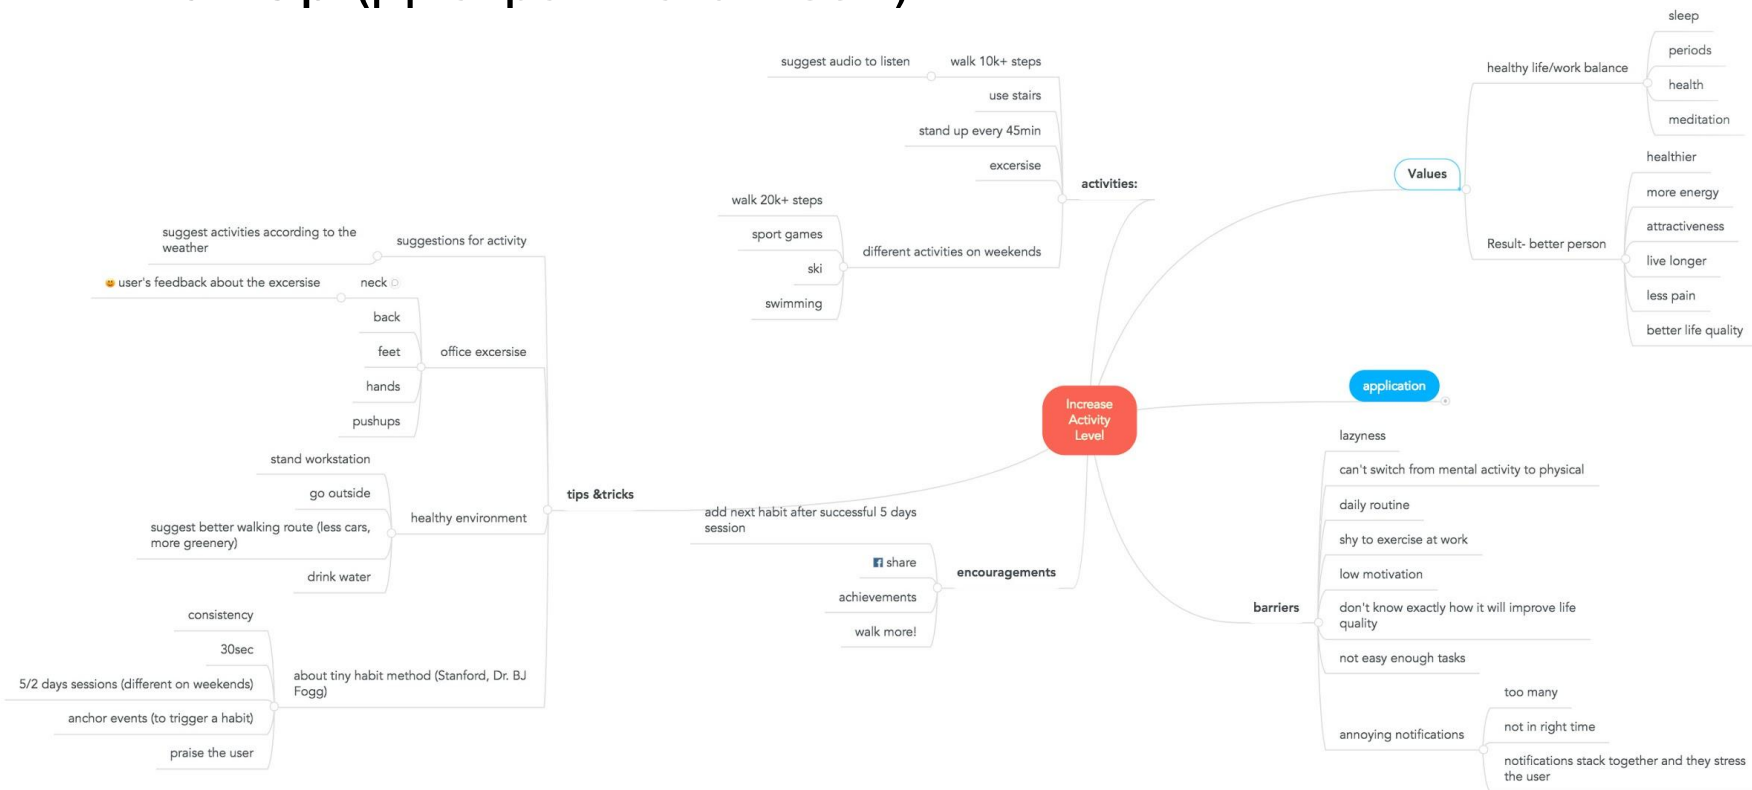 suggest audio to listen
walk 10k+ steps
use stairs
stand up every 45min
excersise
activities:
walk 20k+ steps
sport games
ski
swimming
different activities on weekends
sleep
periods
health
meditation
healthy life/work balance
Values
healthier
more energy
attractiveness
live longer
less pain
better life quality
Result- better person
suggest activities according to the
weather
suggestions for activity
user's feedback about the excersise
neck
back
feet
hands
pushups
office excersise
stand workstation
go outside
suggest better walking route (less cars,
more greenery)
drink water
healthy environment
tips &tricks
consistency
30sec
5/2 days sessions (different on weekends)
anchor events (to trigger a habit)
praise the user
about tiny habit method (Stanford, Dr. BJ
Fogg)
Increase
Activity
Level
application
add next habit after successful 5 days
session
share
achievements
walk more!
encouragements
barriers
lazyness
can't switch from mental activity to physical
daily routine
shy to exercise at work
low motivation
don't know exactly how it will improve life
quality
not easy enough tasks
annoying notifications
too many
not in right time
notifications stack together and they stress
the user